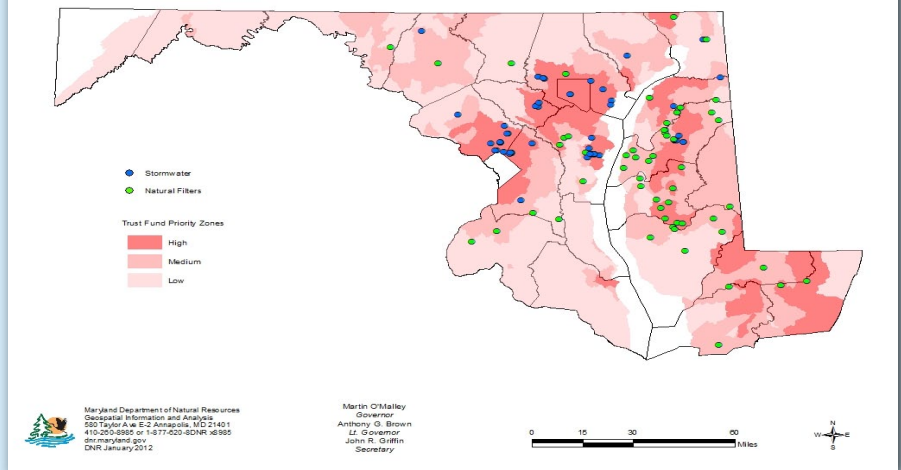 Stormwater
Natural Filters
Trust Fund Priority Zones
High
Medium
Low
Maryland Department of Natural Resources
Geospatial Information and Analysis
580 Taylor Ave E-2 Annapolis, MD 21401
410-260-8985 or 1-877-620-8DNR x8985
dnr.maryland.gov
DNR January 2012
Martin O'Malley
Governor
Anthony G. Brown
Lt. Governor
John R. Griffin
Secretary
0 15 30 60
Miles
N
W E
S